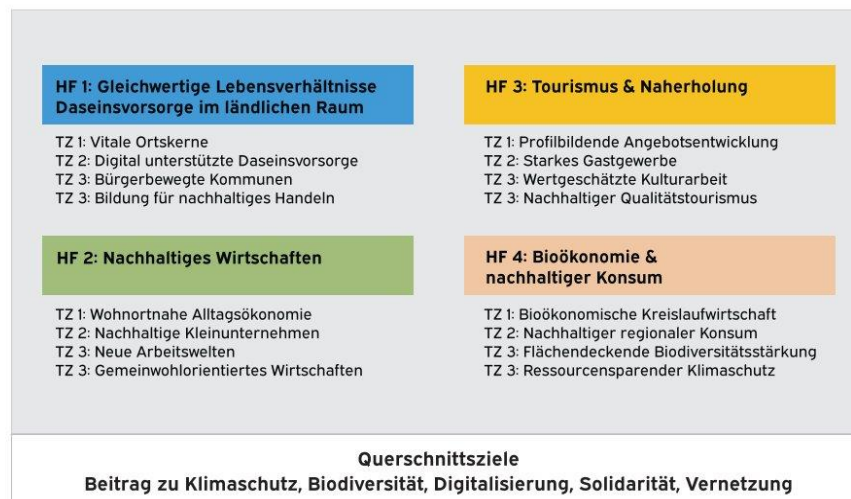 HF 1: Gleichwertige Lebensverhältnisse
Daseinsvorsorge im ländlichen Raum
TZ 1: Vitale Ortskerne
TZ 2: Digital unterstützte Daseinsvorsorge
TZ 3: Bürgerbewegte Kommunen
TZ 3: Bildung für nachhaltiges Handeln
HF 3: Tourismus & Naherholung
TZ 1: Profilbildende Angebotsentwicklung
TZ 2: Starkes Gastgewerbe
TZ 3: Wertgeschätzte Kulturarbeit
TZ 3: Nachhaltiger Qualitätstourismus
HF 2: Nachhaltiges Wirtschaften
TZ 1: Wohnortnahe Alltagsökonomie
TZ 2: Nachhaltige Kleinunternehmen
TZ 3: Neue Arbeitswelten
TZ 3: Gemeinwohlorientiertes Wirtschaften
HF 4: Bioökonomie &
nachhaltiger Konsum
TZ 1: Bioökonomische Kreislaufwirtschaft
TZ 2: Nachhaltiger regionaler Konsum
TZ 3: Flächendeckende Biodiversitätsstärkung
TZ 3: Ressourcensparender Klimaschutz
Querschnittsziele
Beitrag zu Klimaschutz, Biodiversität, Digitalisierung, Solidarität, Vernetzung